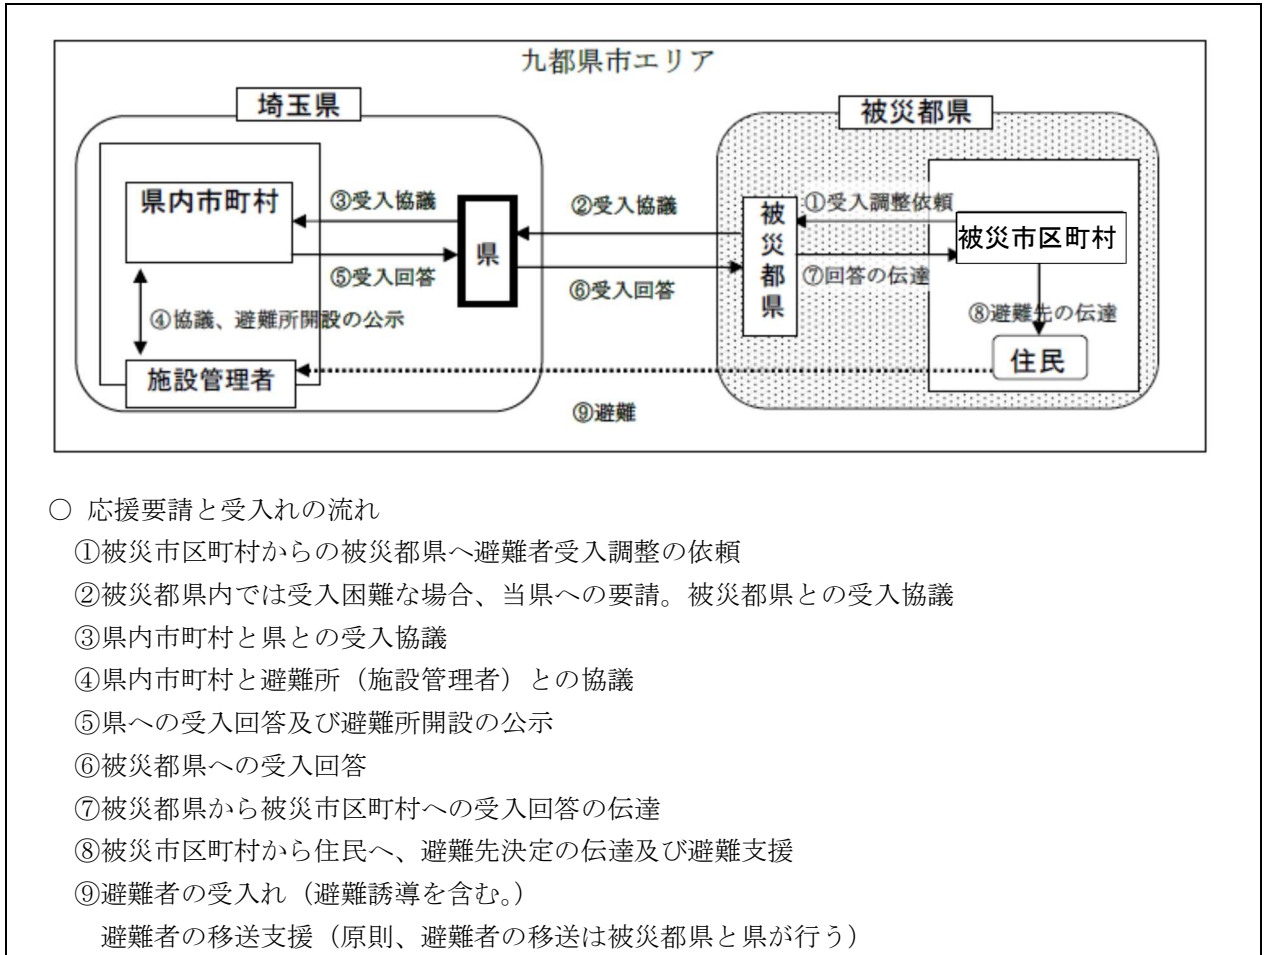 九都県市エリア
埼玉県
被災都県
県内市町村
③受入協議
②受入協議
①受入調整依頼
県
被災都県
被災市区町村
⑤受入回答
⑥受入回答
⑦回答の伝達
④協議、避難所開設の公示
⑧避難先の伝達
施設管理者
住民
⑨避難
○ 応援要請と受入れの流れ
①被災市区町村からの被災都県へ避難者受入調整の依頼
②被災都県内では受入困難な場合、当県への要請。被災都県との受入協議
③県内市町村と県との受入協議
④県内市町村と避難所（施設管理者）との協議
⑤県への受入回答及び避難所開設の公示
⑥被災都県への受入回答
⑦被災都県から被災市区町村への受入回答の伝達
⑧被災市区町村から住民へ、避難先決定の伝達及び避難支援
⑨避難者の受入れ（避難誘導を含む。）
避難者の移送支援（原則、避難者の移送は被災都県と県が行う）